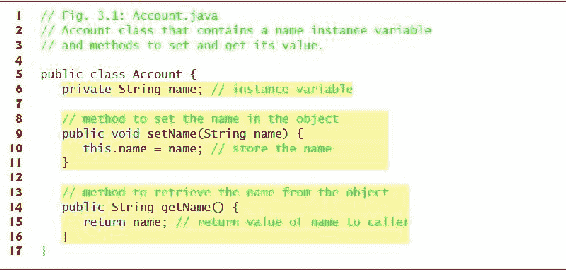 1 // Fig. 3.1: Account.java
2 // Account class that contains a name instance variable
3 // and methods to set and get its value.
4
5 public class Account {
6 private String name; // instance variable
7
8 // method to set the name in the object
9 public void setName(String name) {
10 this.name = name; // store the name
11 }
12
13 // method to retrieve the name from the object
14 public String getName() {
15 return name; // return value of name to caller
16 }
17 }